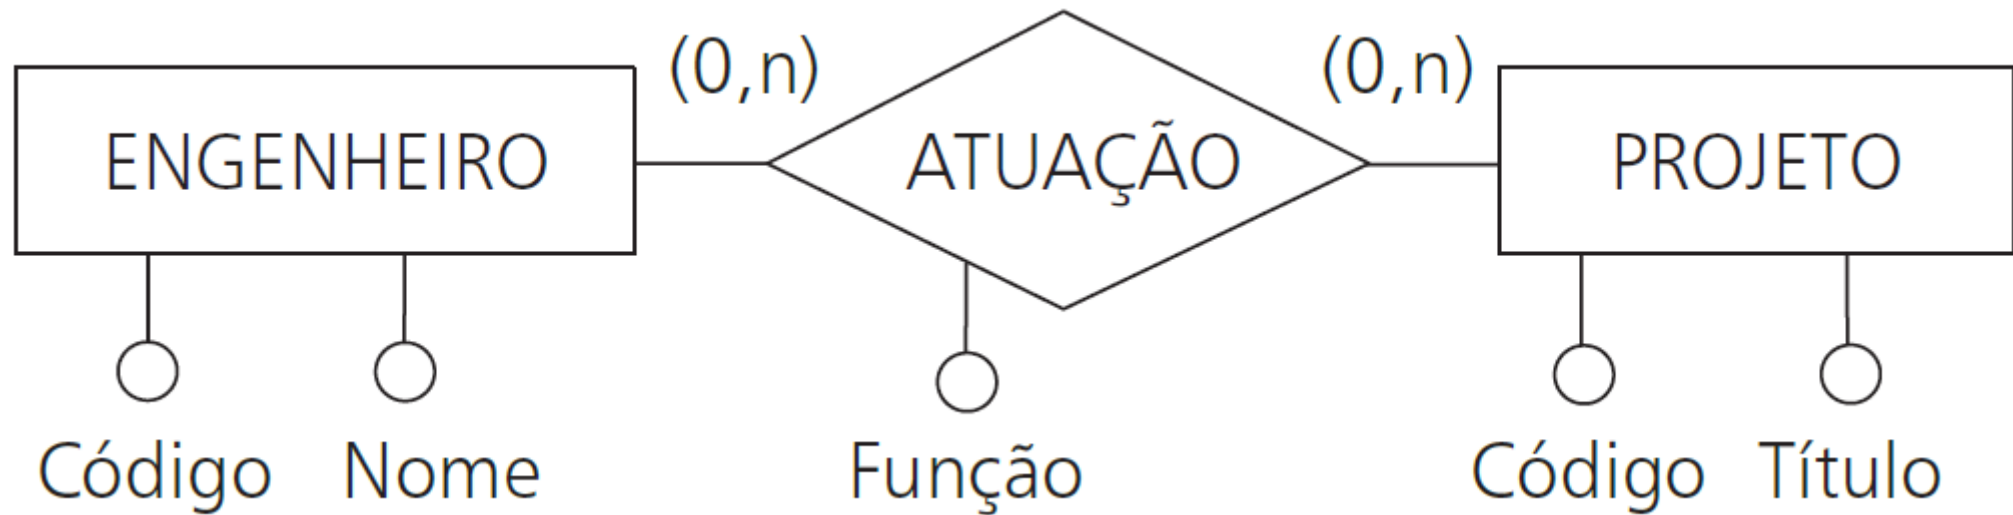 (0,n) (0,n)
ENGENHEIRO ATUAÇÃO PROJETO
Código Nome Função Código Título